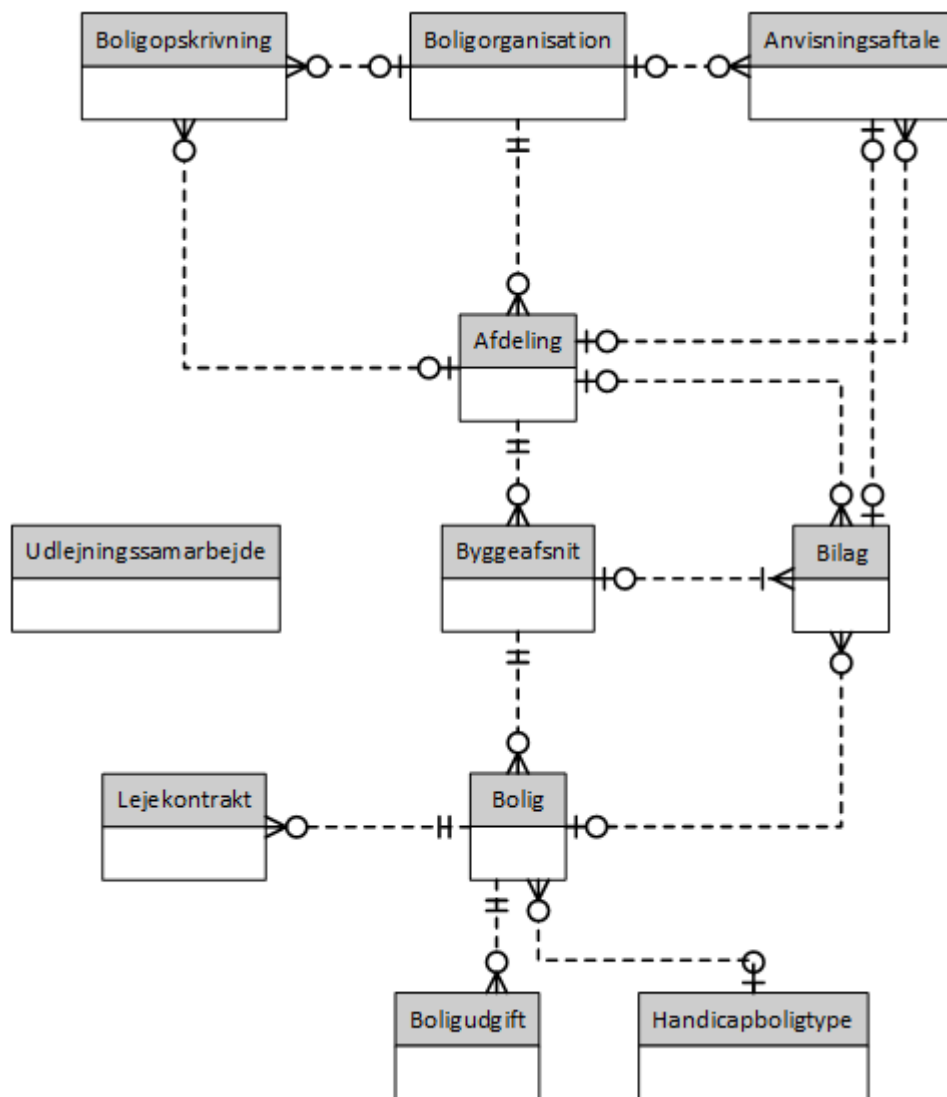 Boligopskrivning
Boligorganisation
Anvisningsaftale
Afdeling
Udlejningssamarbejde
Byggeafsnit
Bilag
Lejekontrakt
Bolig
Boligudgift
Handicapboligtype